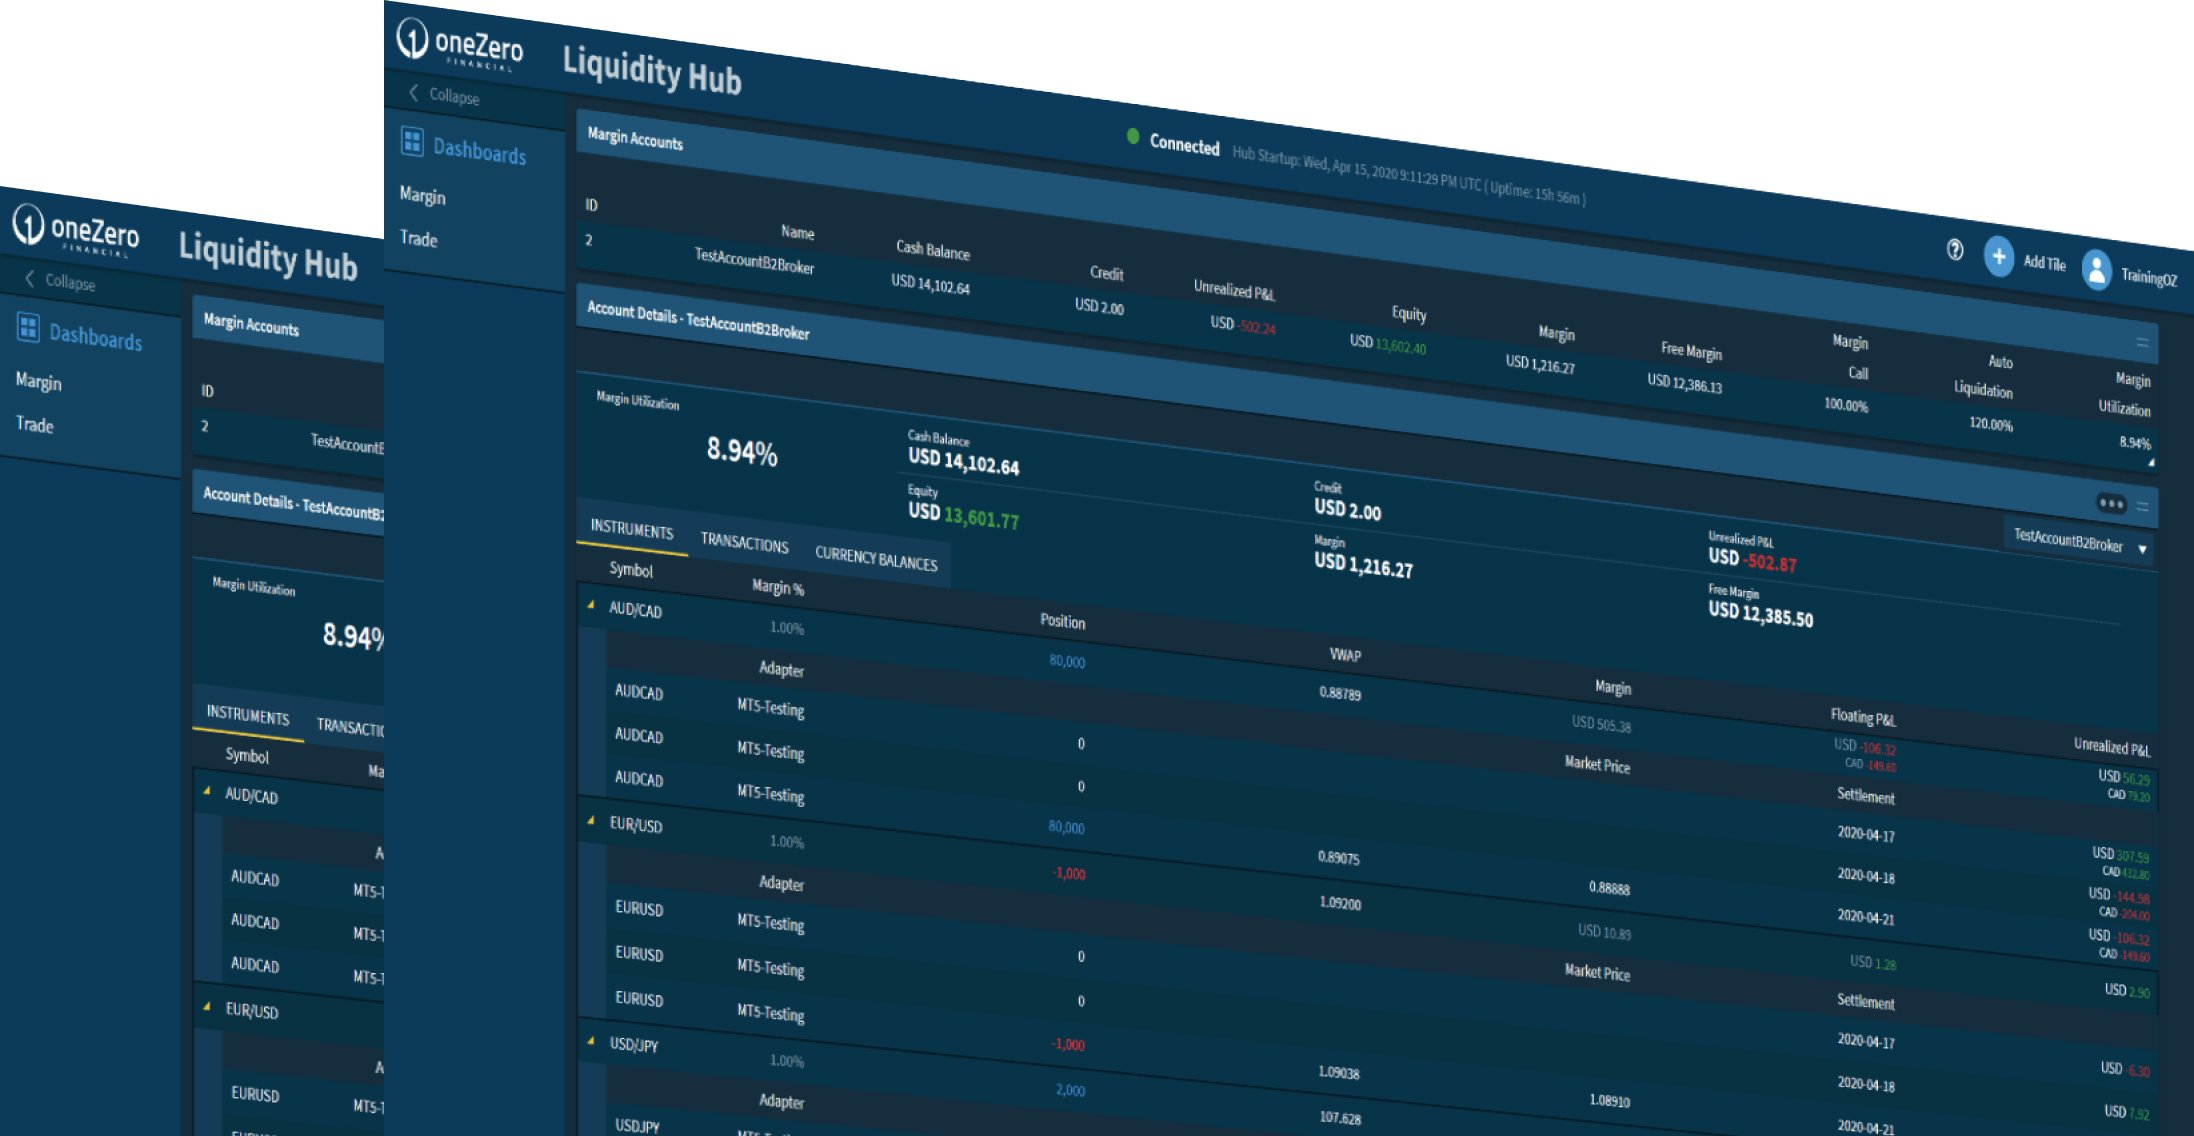 oneZero
FINANCIAL
Liquidity Hub
Connected Hub Startup: Wed, Apr 15, 2020 9:11:29 PM UTC ( Uptime: 15h 56m )
Add Tile TrainingOZ
Collapse
Dashboards
Margin
Trade
Margin Accounts
ID Name Cash Balance Credit Unrealized P&L Equity Margin Free Margin Margin Call Auto Liquidation Margin Utilization
2 TestAccountB2Broker USD 14,102.64 USD 2.00 USD -502.24 USD 13,602.40 USD 1,216.27 USD 12,386.13 100.00% 120.00% 8.94%
Account Details - TestAccountB2Broker
TestAccountB2Broker
Margin Utilization
8.94%
Cash Balance
USD 14,102.64
Credit
USD 2.00
Unrealized P&L
USD -502.87
Equity
USD 13,601.77
Margin
USD 1,216.27
Free Margin
USD 12,385.50
INSTRUMENTS TRANSACTIONS CURRENCY BALANCES
Symbol Margin % Position VWAP Margin Floating P&L Unrealized P&L
AUD/CAD 1.00% 80,000 0.88789 USD 505.38 USD -106.32 USD 56.29
CAD -149.60 CAD 79.20
Adapter Market Price Settlement
AUDCAD MT5-Testing 0 2020-04-17 USD 307.59
CAD 432.80
AUDCAD MT5-Testing 0 2020-04-18 USD -144.98
CAD -204.00
AUDCAD MT5-Testing 80,000 0.89075 0.88888 2020-04-21 USD -106.32
CAD -149.60
EUR/USD 1.00% -1,000 1.09200 USD 10.89 USD 1.28 USD 2.90
Adapter Market Price Settlement
EURUSD MT5-Testing 0 2020-04-17 USD -6.30
EURUSD MT5-Testing 0 2020-04-18 USD 7.92
EURUSD MT5-Testing -1,000 1.09038 1.08910 2020-04-21
USD/JPY 1.00% 2,000 107.628
Adapter
USDJPY
oneZero
FINANCIAL
Liquidity Hub
Collapse
Dashboards
Margin
Trade
Margin Accounts
ID
2 TestAccountB
Account Details - TestAccountB2
Margin Utilization
8.94%
INSTRUMENTS TRANSACTIO
Symbol Ma
AUD/CAD
A
AUDCAD MT5-T
AUDCAD MT5-T
AUDCAD MT5-T
EUR/USD
A
EURUSD MT5-T